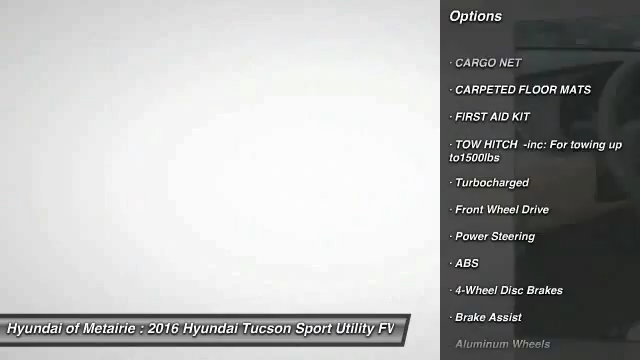 Options
· CARGO NET
· CARPETED FLOOR MATS
· FIRST AID KIT
· TOW HITCH -inc: For towing up
to1500lbs
· Turbocharged
· Front Wheel Drive
· Power Steering
· ABS
· 4-Wheel Disc Brakes
· Brake Assist
· Aluminum Wheels
Hyundai of Metairie : 2016 Hyundai Tucson Sport Utility FV